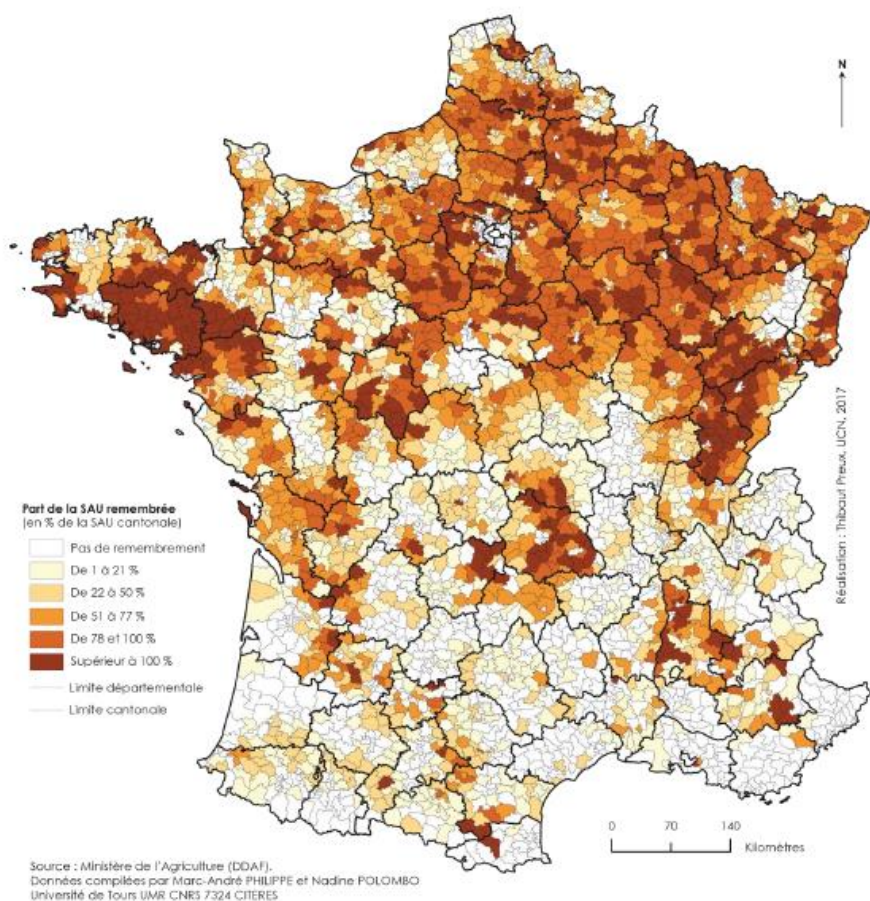 N
Réalisation : Thibaut Preux, UCN, 2017
Part de la SAU remembrée
(en % de la SAU cantonale)
Pas de remembrement
De 1 à 21 %
De 22 à 50 %
De 51 à 77 %
De 78 et 100 %
Supérieur à 100 %
Limite départementale
Limite cantonale
0 70 140
Kilomètres
Source : Ministère de l'Agriculture (DDAF).
Données compilées par Marc-André PHILIPPE et Nadine POLOMBO
Université de Tours UMR CNRS 7324 CITERES